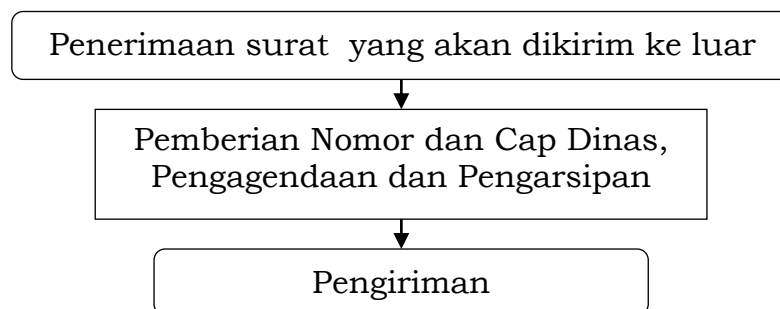 Penerimaan surat yang akan dikirim ke luar
Pemberian Nomor dan Cap Dinas,
Pengagendaan dan Pengarsipan
Pengiriman